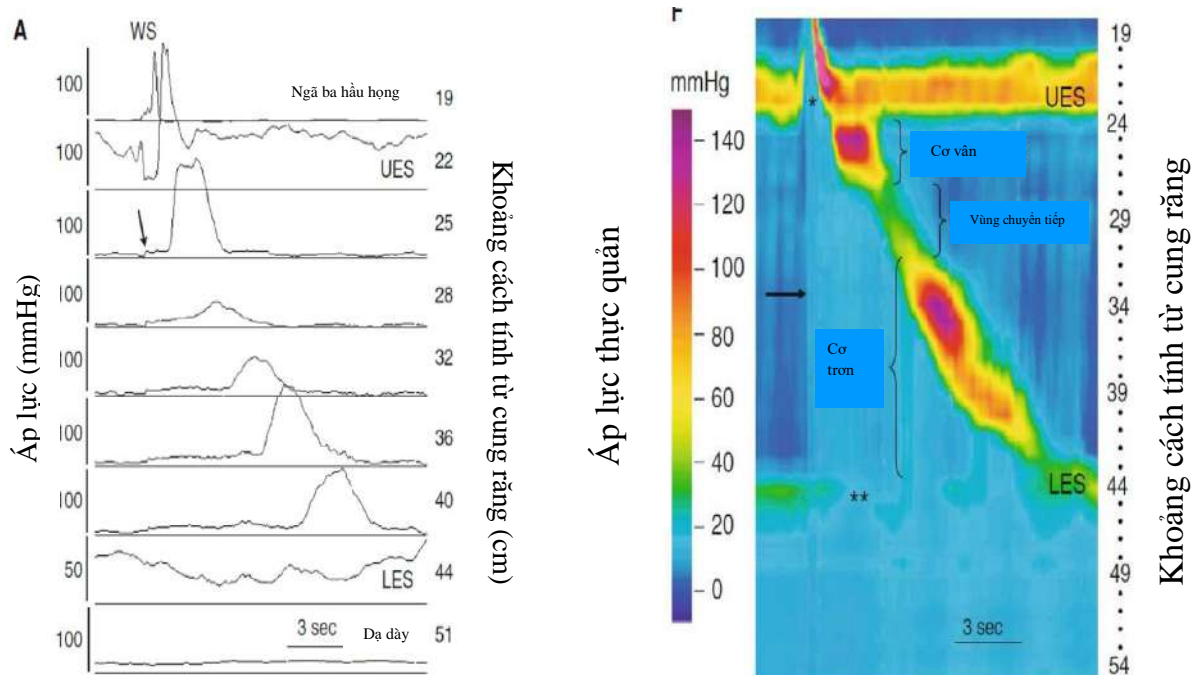 A
WS
Áp lực (mmHg)
100
Ngã ba hầu họng
19
100
UES
22
100
25
100
28
100
32
100
36
100
40
50
LES
44
100
3 sec
Dạ dày
51
Khoảng cách tính từ cung răng (cm)
Áp lực thực quản
mmHg
140
120
100
80
60
40
20
0
*
UES
Cơ vân
Vùng chuyển tiếp
Cơ
trơn
**
LES
3 sec
19
24
29
34
39
44
49
54
Khoảng cách tính từ cung răng